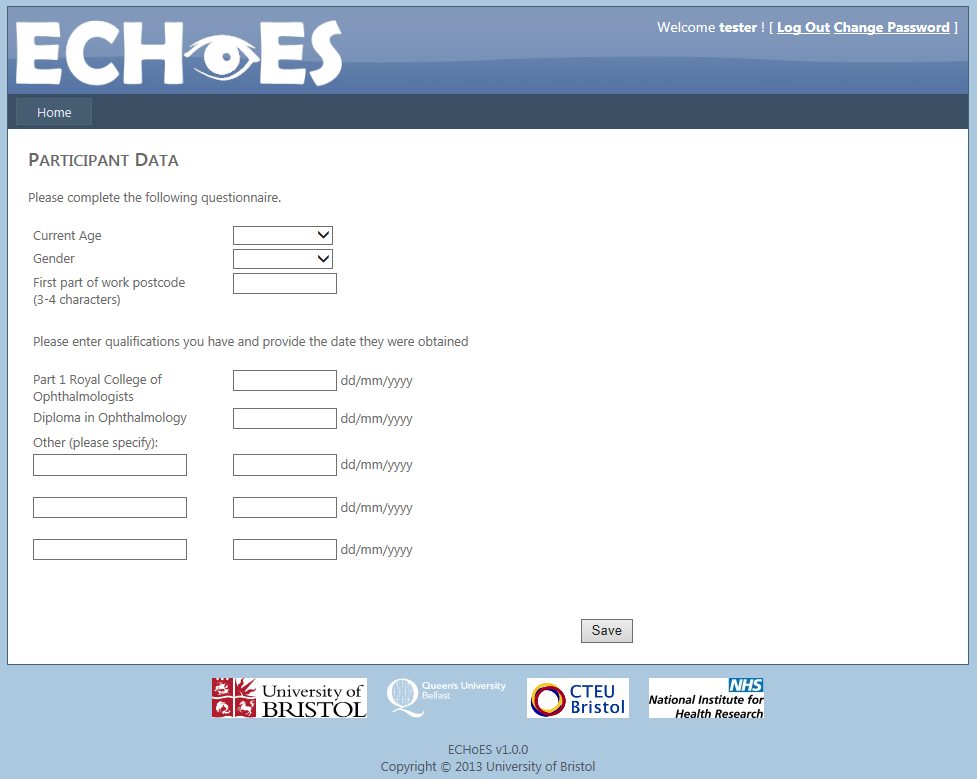 ECHoES
Welcome tester ! [ Log Out Change Password ]
Home
PARTICIPANT DATA
Please complete the following questionnaire.
Current Age
Gender
First part of work postcode
(3-4 characters)
Please enter qualifications you have and provide the date they were obtained
Part 1 Royal College of
Ophthalmologists
dd/mm/yyyy
Diploma in Ophthalmology
dd/mm/yyyy
Other (please specify):
dd/mm/yyyy
dd/mm/yyyy
dd/mm/yyyy
Save
University of
BRISTOL
Queen's University
Belfast
CTEU
Bristol
NHS
National Institute for
Health Research
ECHoES v1.0.0
Copyright © 2013 University of Bristol